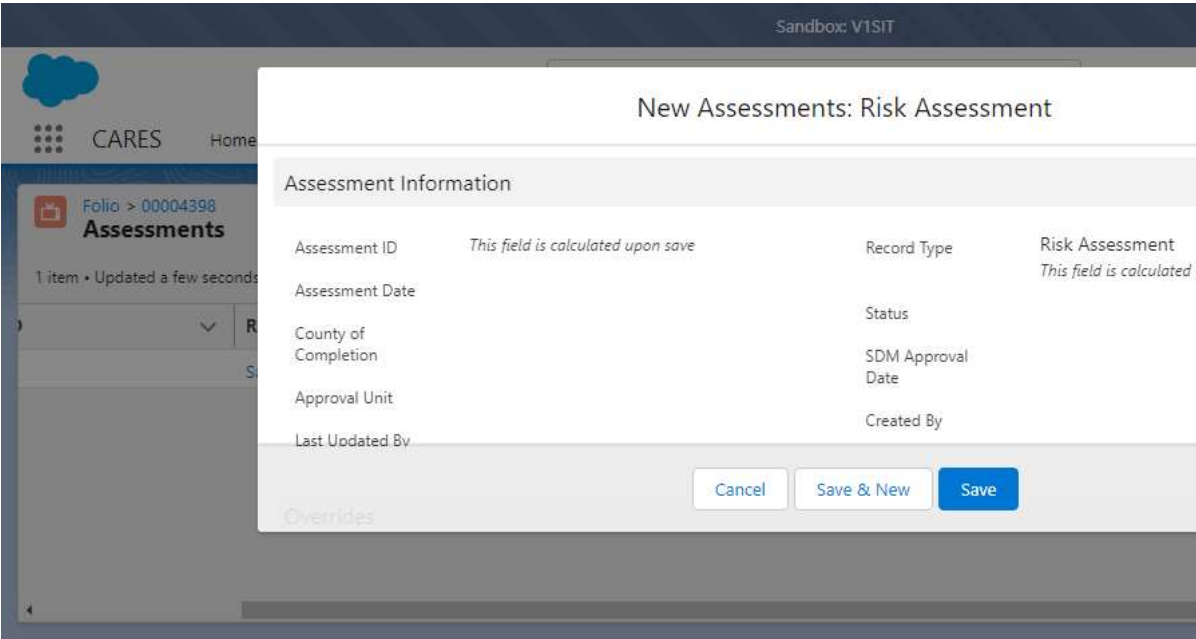 Sandbox: V1SIT
New Assessments: Risk Assessment
CARES Home
Assessment Information
Folio > 00004398
Assessments
Assessment ID This field is calculated upon save Record Type Risk Assessment
This field is calculated
1 item • Updated a few seconds
Assessment Date
Status
County of
Completion
SDM Approval
Date
Approval Unit
Created By
Last Updated By
Cancel Save & New Save
Overrides